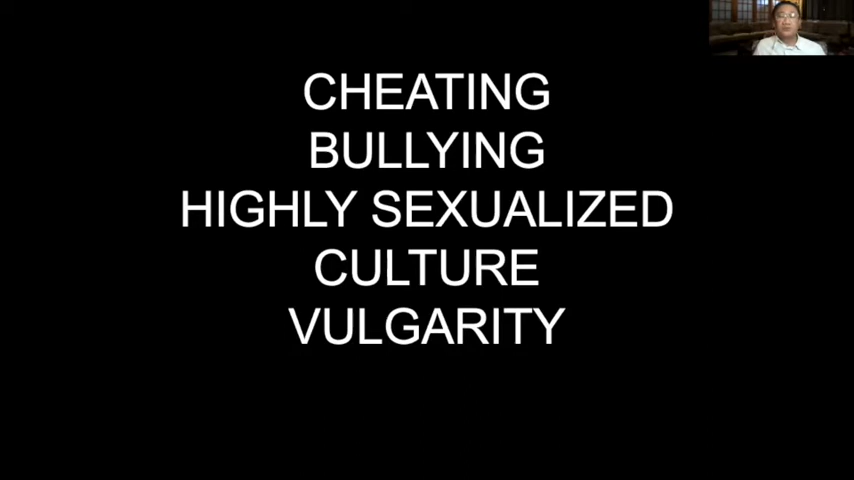 CHEATING
BULLYING
HIGHLY SEXUALIZED
CULTURE
VULGARITY